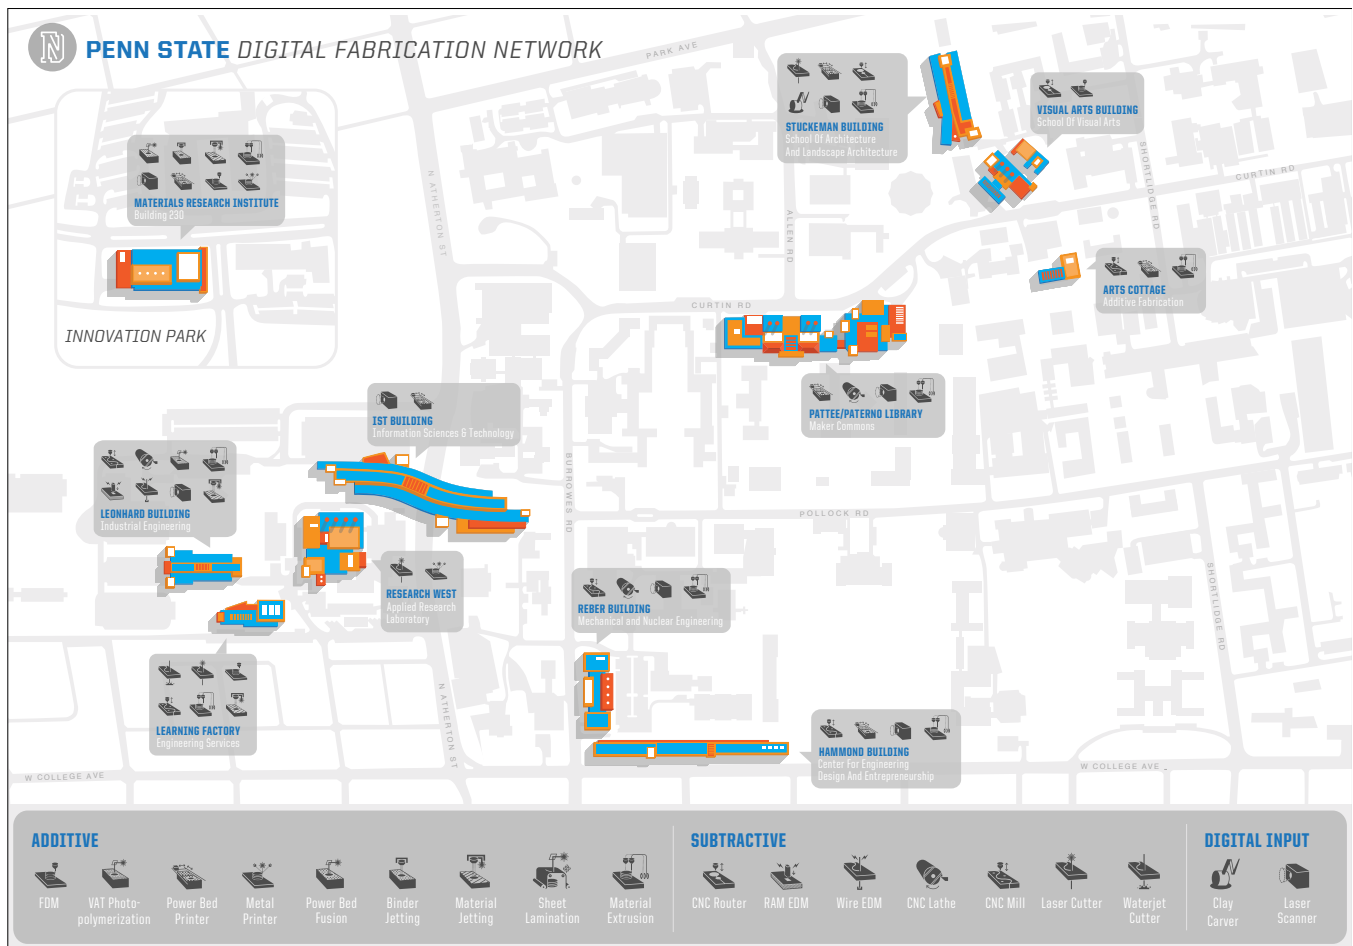 N PENN STATE DIGITAL FABRICATION NETWORK
PARK AVE
STUCKEMAN BUILDING
School Of Architecture
And Landscape Architecture
VISUAL ARTS BUILDING
School Of Visual Arts
SHORTLIDGE RD
CURTIN RD
MATERIALS RESEARCH INSTITUTE
Building 230
INNOVATION PARK
N ATHERTON ST
ALLEN RD
CURTIN RD
ARTS COTTAGE
Additive Fabrication
PATTEE/PATERNO LIBRARY
Maker Commons
IST BUILDING
Information Sciences & Technology
LEONHARD BUILDING
Industrial Engineering
BURROWES RD
POLLOCK RD
RESEARCH WEST
Applied Research
Laboratory
REBER BUILDING
Mechanical and Nuclear Engineering
SHORTLIDGE RD
LEARNING FACTORY
Engineering Services
N ATHERTON ST
HAMMOND BUILDING
Center For Engineering
Design And Entrepreneurship
W COLLEGE AVE
W COLLEGE AVE
ADDITIVE
FDM
VAT Photo-
polymerization
Power Bed
Printer
Metal
Printer
Power Bed
Fusion
Binder
Jetting
Material
Jetting
Sheet
Lamination
Material
Extrusion
SUBTRACTIVE
CNC Router
RAM EDM
Wire EDM
CNC Lathe
CNC Mill
Laser Cutter
Waterjet
Cutter
DIGITAL INPUT
Clay
Carver
Laser
Scanner